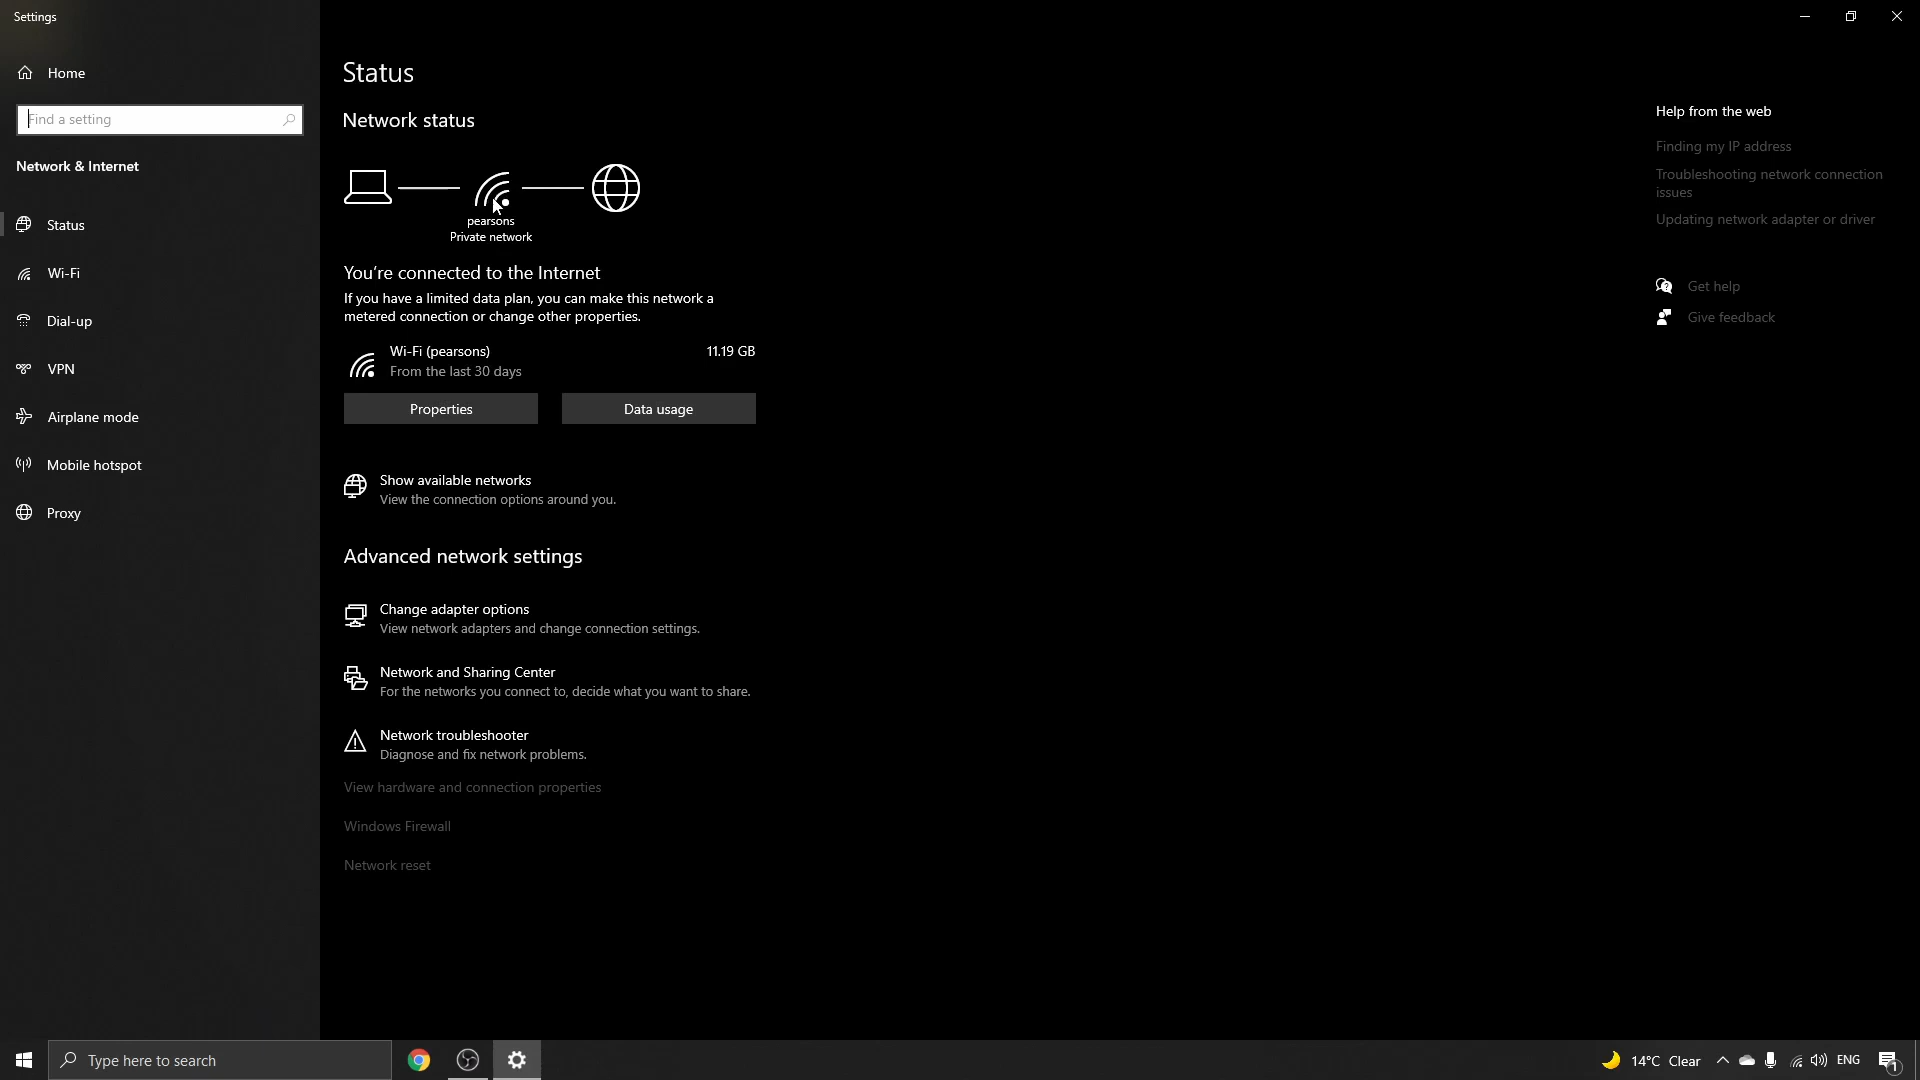 Settings
Home
Find a setting
Network & Internet
Status
Wi-Fi
Dial-up
VPN
Airplane mode
Mobile hotspot
Proxy
Status
Network status
pearsons
Private network
You're connected to the Internet
If you have a limited data plan, you can make this network a
metered connection or change other properties.
Wi-Fi (pearsons)
11.19 GB
From the last 30 days
Properties
Data usage
Show available networks
View the connection options around you.
Advanced network settings
Change adapter options
View network adapters and change connection settings.
Network and Sharing Center
For the networks you connect to, decide what you want to share.
Network troubleshooter
Diagnose and fix network problems.
View hardware and connection properties
Windows Firewall
Network reset
Help from the web
Finding my IP address
Troubleshooting network connection
issues
Updating network adapter or driver
Get help
Give feedback
Type here to search
14°C Clear
ENG
1